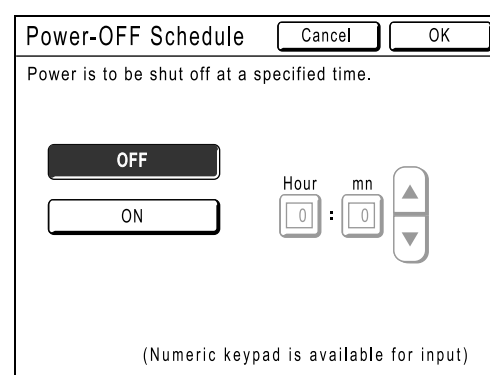 Power-OFF Schedule Cancel OK
Power is to be shut off at a specified time.
OFF
Hour mn
ON 0 : 0
(Numeric keypad is available for input)